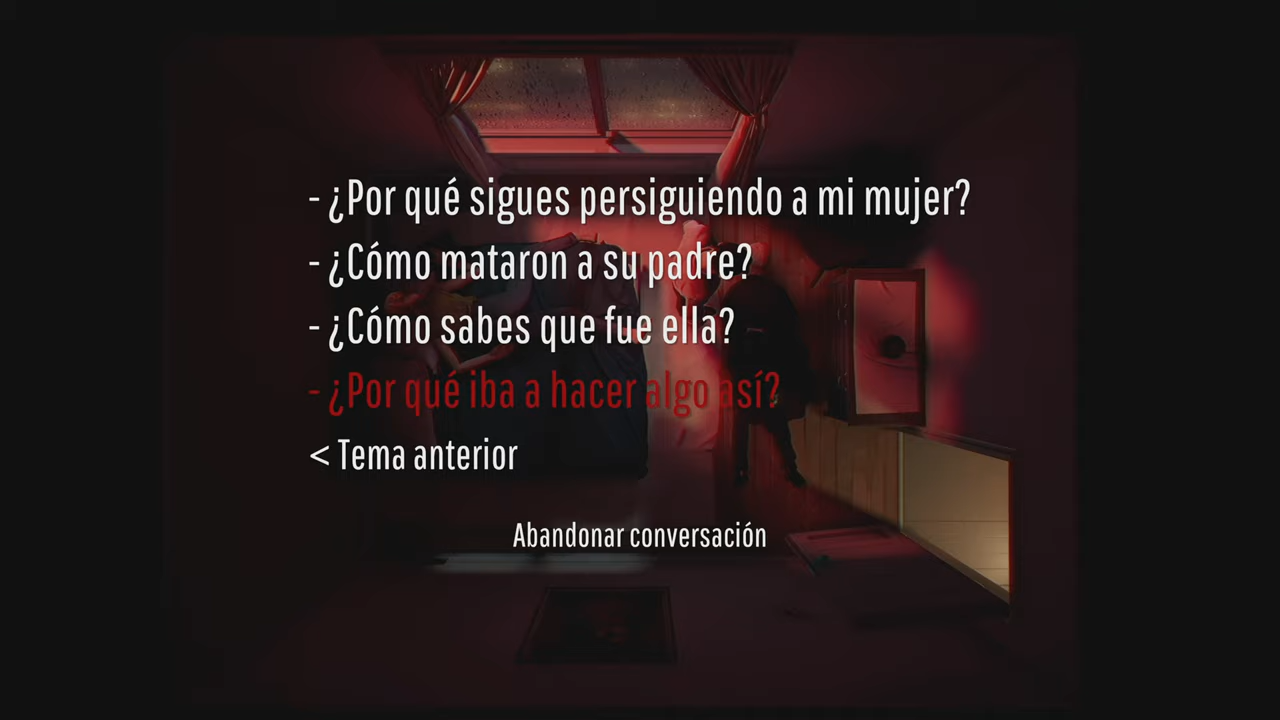 - ¿Por qué sigues persiguiendo a mi mujer?
- ¿Cómo mataron a su padre?
- ¿Cómo sabes que fue ella?
- ¿Por qué iba a hacer algo así?
< Tema anterior
Abandonar conversación